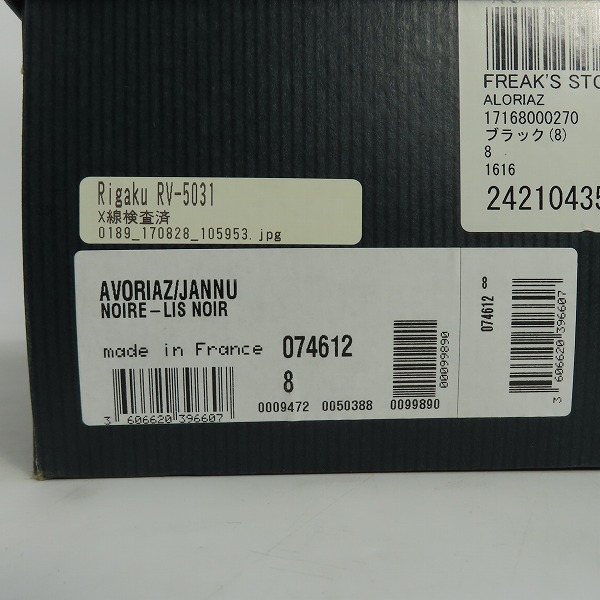 FREAK'S STO
ALORIAZ
17168000270
ブラック(8)
8
1616
24210435
Rigaku RV-5031
X線検査済
0189_170828_105953.jpg
AVORIAZ/JANNU
NOIRE-LIS NOIR
made in France 074612
8
3 606620 396607
0009472 0050388 0099890
00099890
074612 8
3 606620 396607